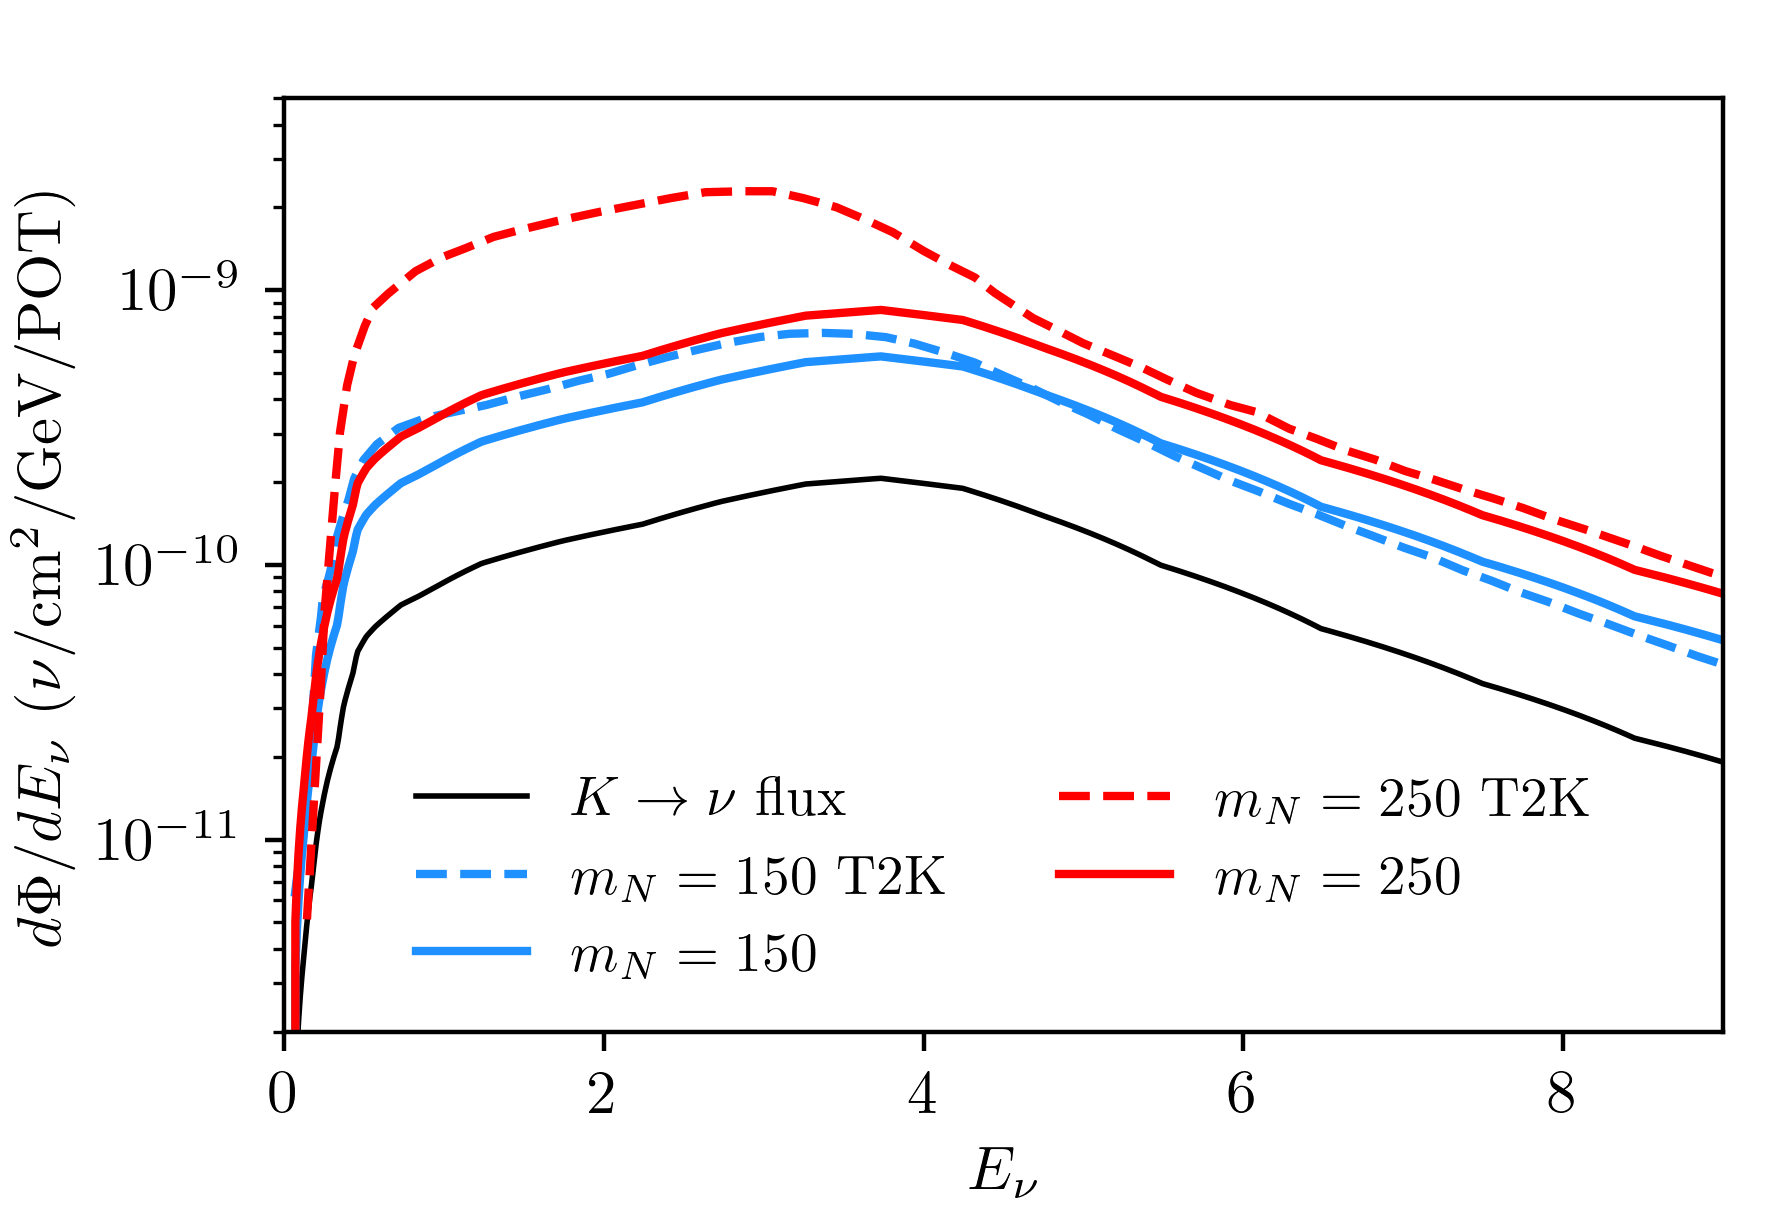 dΦ/dE_ν (ν/cm²/GeV/POT)
10⁻⁹
10⁻¹⁰
10⁻¹¹
K → ν flux
m_N = 150 T2K
m_N = 150
m_N = 250 T2K
m_N = 250
0 2 4 6 8
E_ν